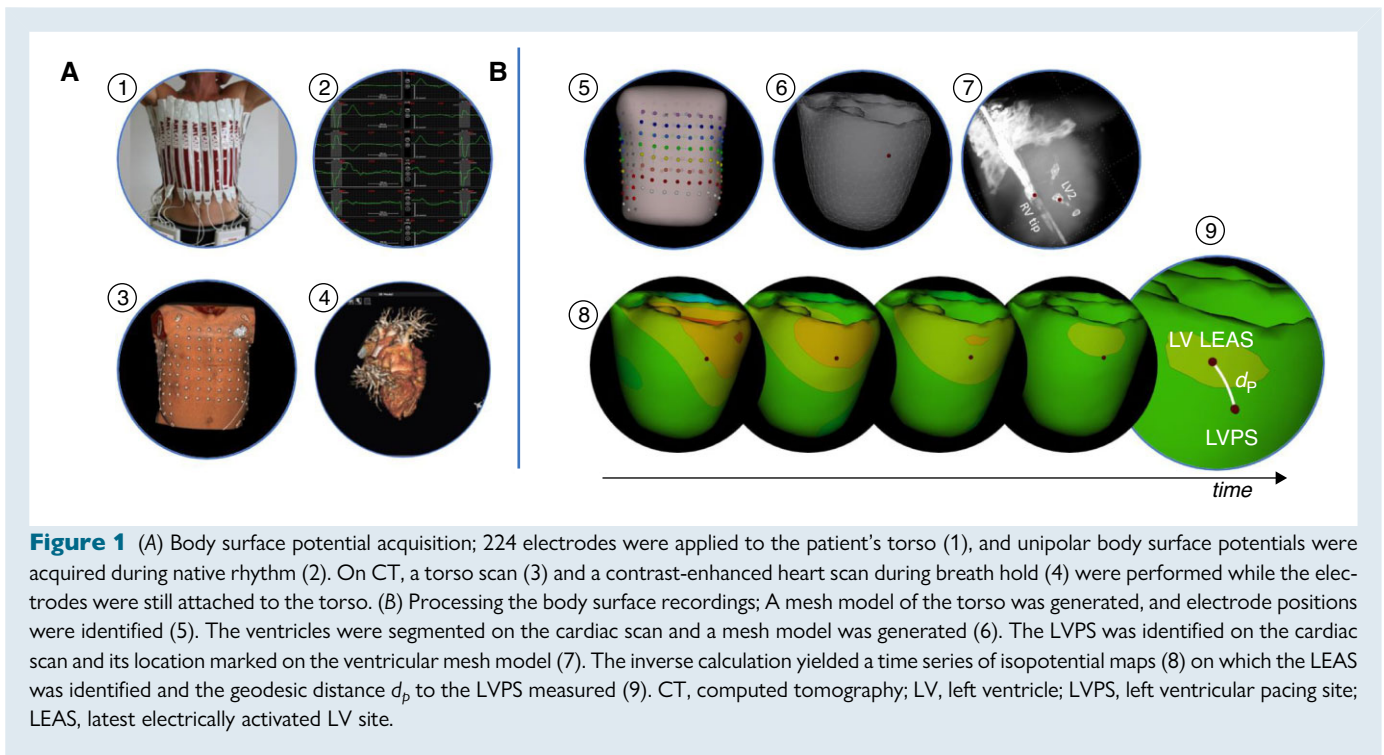 A
B
1
2
3
4
5
6
7
RV tip
LV2
8
9
LV LEAS
dP
LVPS
time
Figure 1 (A) Body surface potential acquisition; 224 electrodes were applied to the patient's torso (1), and unipolar body surface potentials were
acquired during native rhythm (2). On CT, a torso scan (3) and a contrast-enhanced heart scan during breath hold (4) were performed while the elec-
trodes were still attached to the torso. (B) Processing the body surface recordings; A mesh model of the torso was generated, and electrode positions
were identified (5). The ventricles were segmented on the cardiac scan and a mesh model was generated (6). The LVPS was identified on the cardiac
scan and its location marked on the ventricular mesh model (7). The inverse calculation yielded a time series of isopotential maps (8) on which the LEAS
was identified and the geodesic distance dp to the LVPS measured (9). CT, computed tomography; LV, left ventricle; LVPS, left ventricular pacing site;
LEAS, latest electrically activated LV site.